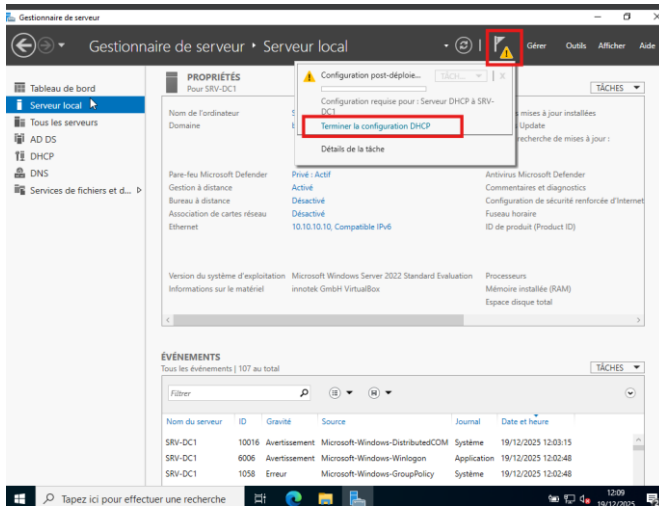 Gestionnaire de serveur
Gestionnaire de serveur ‣ Serveur local
Gérer Outils Afficher Aide
Tableau de bord
Serveur local
Tous les serveurs
AD DS
DHCP
DNS
Services de fichiers et d...
PROPRIÉTÉS
Pour SRV-DC1
TÂCHES
Configuration post-déploie... TÂCH... X
Configuration requise pour : Serveur DHCP à SRV-
DC1
Terminer la configuration DHCP
Détails de la tâche
Nom de l'ordinateur
Domaine
mises à jour installées
Update
recherche de mises à jour :
Pare-feu Microsoft Defender Privé : Actif Antivirus Microsoft Defender
Gestion à distance Activé Commentaires et diagnostics
Bureau à distance Désactivé Configuration de sécurité renforcée d'Internet
Association de cartes réseau Désactivé Fuseau horaire
Ethernet 10.10.10.10, Compatible IPv6 ID de produit (Product ID)
Version du système d'exploitation Microsoft Windows Server 2022 Standard Evaluation Processeurs
Informations sur le matériel innotek GmbH VirtualBox Mémoire installée (RAM)
Espace disque total
ÉVÉNEMENTS
Tous les événements | 107 au total
TÂCHES
Filtrer
Nom du serveur ID Gravité Source Journal Date et heure
SRV-DC1 10016 Avertissement Microsoft-Windows-DistributedCOM Système 19/12/2025 12:03:15
SRV-DC1 6006 Avertissement Microsoft-Windows-Winlogon Application 19/12/2025 12:02:48
SRV-DC1 1058 Erreur Microsoft-Windows-GroupPolicy Système 19/12/2025 12:02:48
Tapez ici pour effectuer une recherche
12:09
19/12/2025